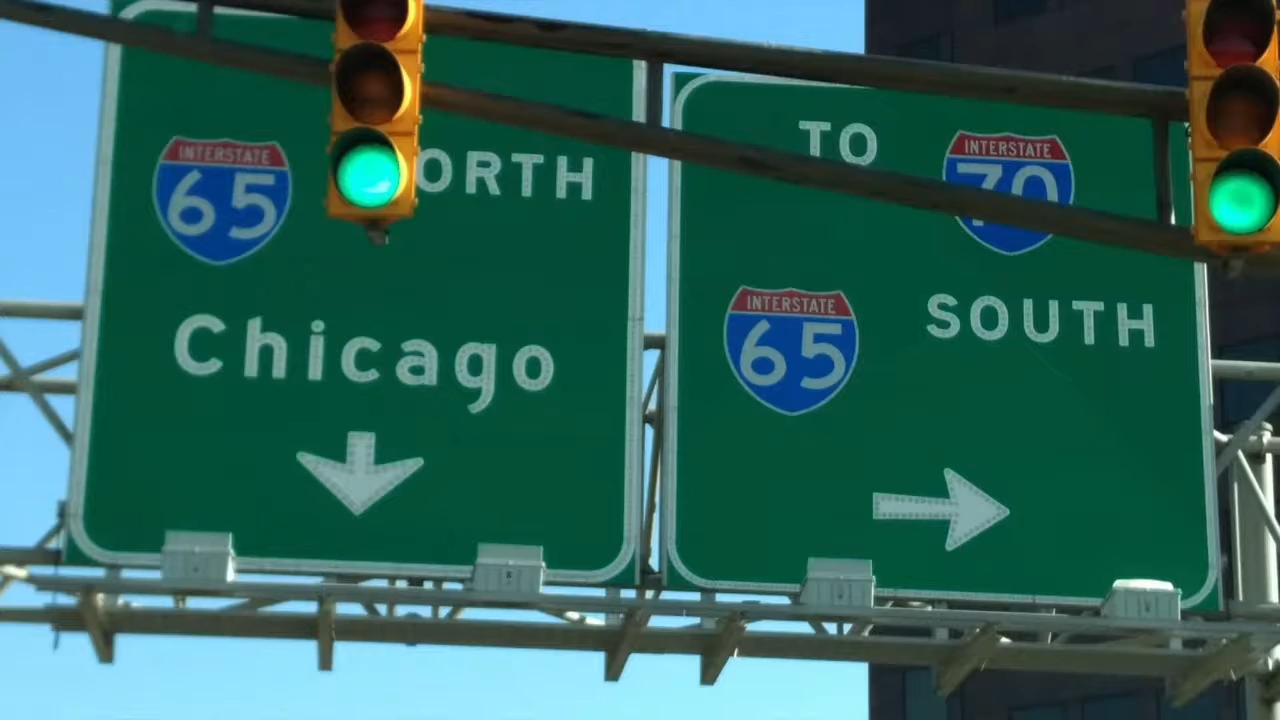 INTERSTATE
65 ORTH
Chicago
TO INTERSTATE
70
INTERSTATE
65 SOUTH